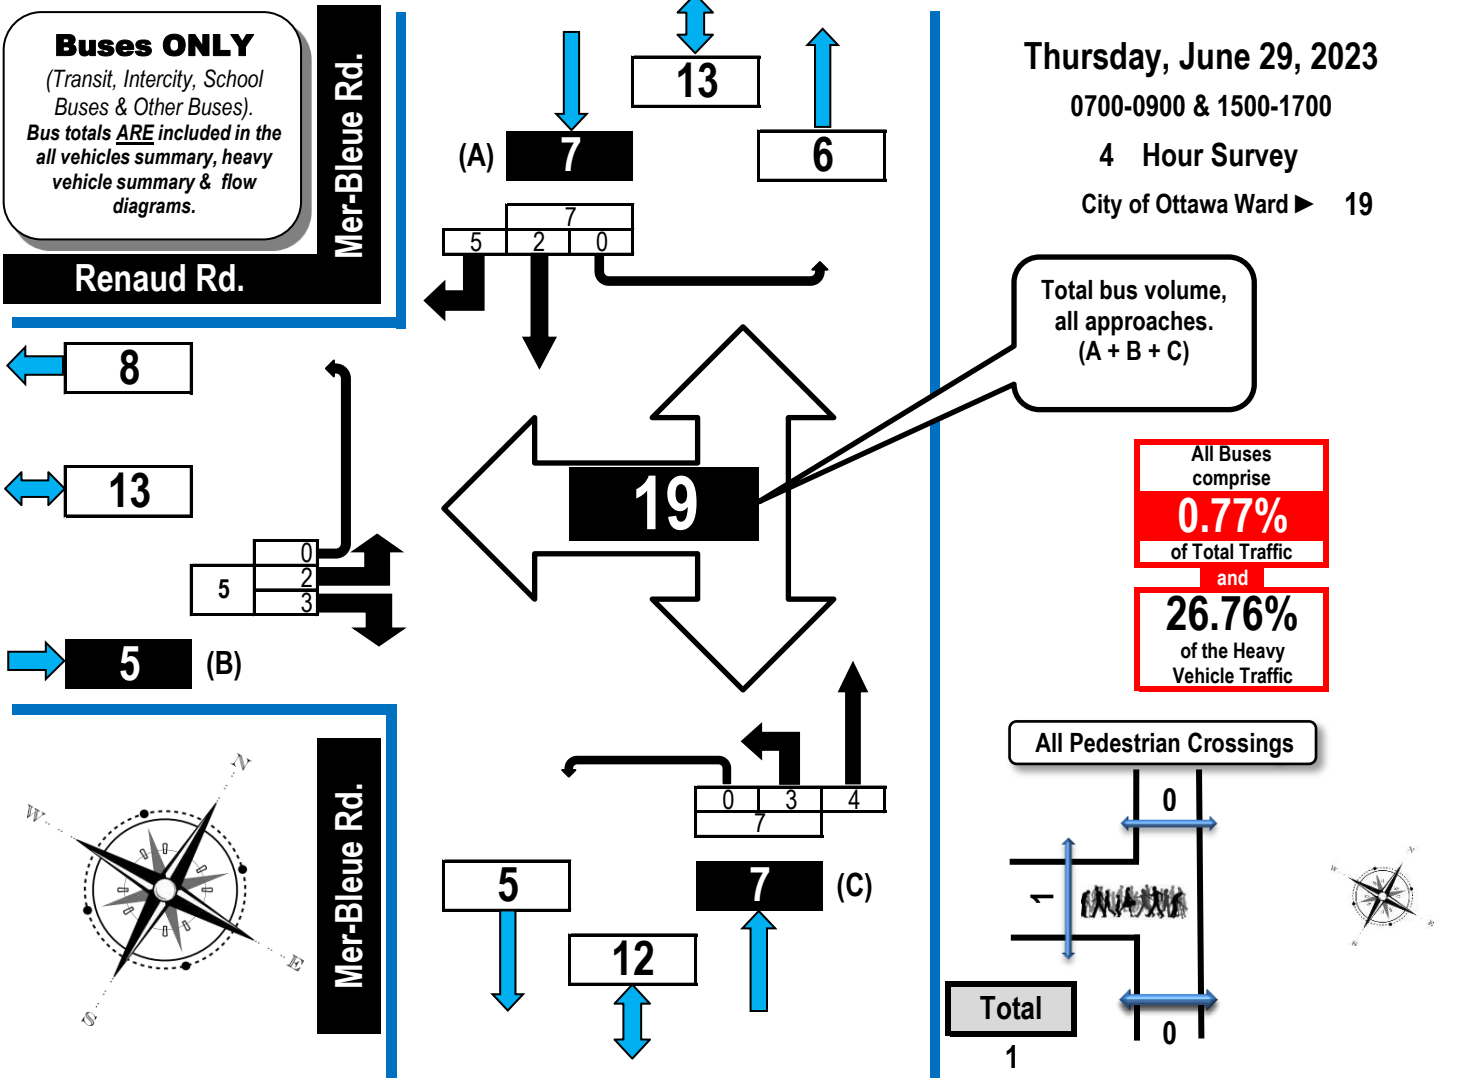 Buses ONLY
(Transit, Intercity, School
Buses & Other Buses).
Bus totals ARE included in the
all vehicles summary, heavy
vehicle summary & flow
diagrams.
Mer-Bleue Rd.
Renaud Rd.
13
(A)
7
6
7
5 2 0
Thursday, June 29, 2023
0700-0900 & 1500-1700
4 Hour Survey
City of Ottawa Ward ► 19
Total bus volume,
all approaches.
(A + B + C)
8
13
0
5
2
3
5
(B)
19
All Buses
comprise
0.77%
of Total Traffic
and
26.76%
of the Heavy
Vehicle Traffic
N
W
E
S
Mer-Bleue Rd.
0 3 4
7
5
7
(C)
12
All Pedestrian Crossings
0
1
0
Total
1
N
W
E
S